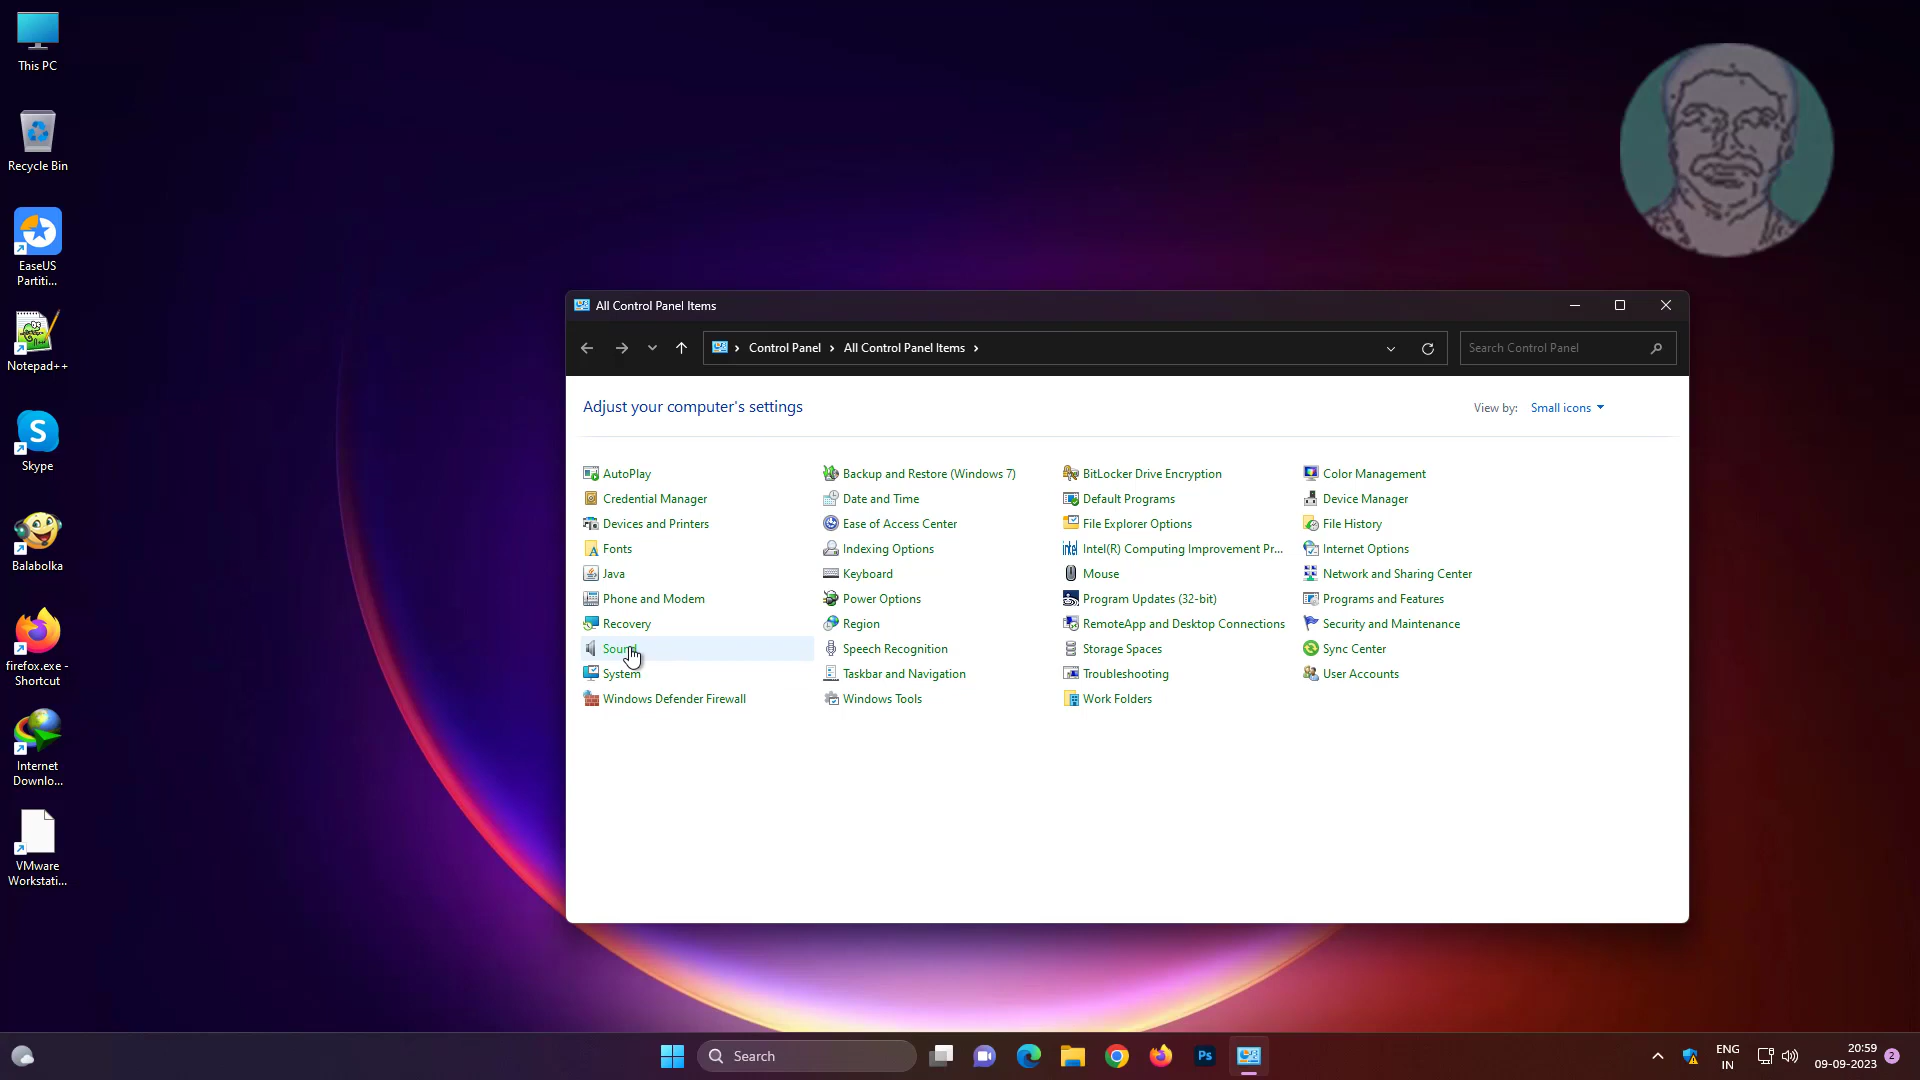 This PC
Recycle Bin
EaseUS
Partiti...
Notepad++
S
Skype
Balabolka
firefox.exe -
Shortcut
Internet
Downlo...
VMware
Workstati...
All Control Panel Items
Control Panel
All Control Panel Items
Search Control Panel
Adjust your computer's settings
View by: Small icons
AutoPlay
Backup and Restore (Windows 7)
BitLocker Drive Encryption
Color Management
Credential Manager
Date and Time
Default Programs
Device Manager
Devices and Printers
Ease of Access Center
File Explorer Options
File History
Fonts
Indexing Options
intel Intel(R) Computing Improvement Pr...
Internet Options
Java
Keyboard
Mouse
Network and Sharing Center
Phone and Modem
Power Options
Program Updates (32-bit)
Programs and Features
Recovery
Region
RemoteApp and Desktop Connections
Security and Maintenance
Sound
Speech Recognition
Storage Spaces
Sync Center
System
Taskbar and Navigation
Troubleshooting
User Accounts
Windows Defender Firewall
Windows Tools
Work Folders
Search
Ps
ENG
IN
20:59
09-09-2023
2